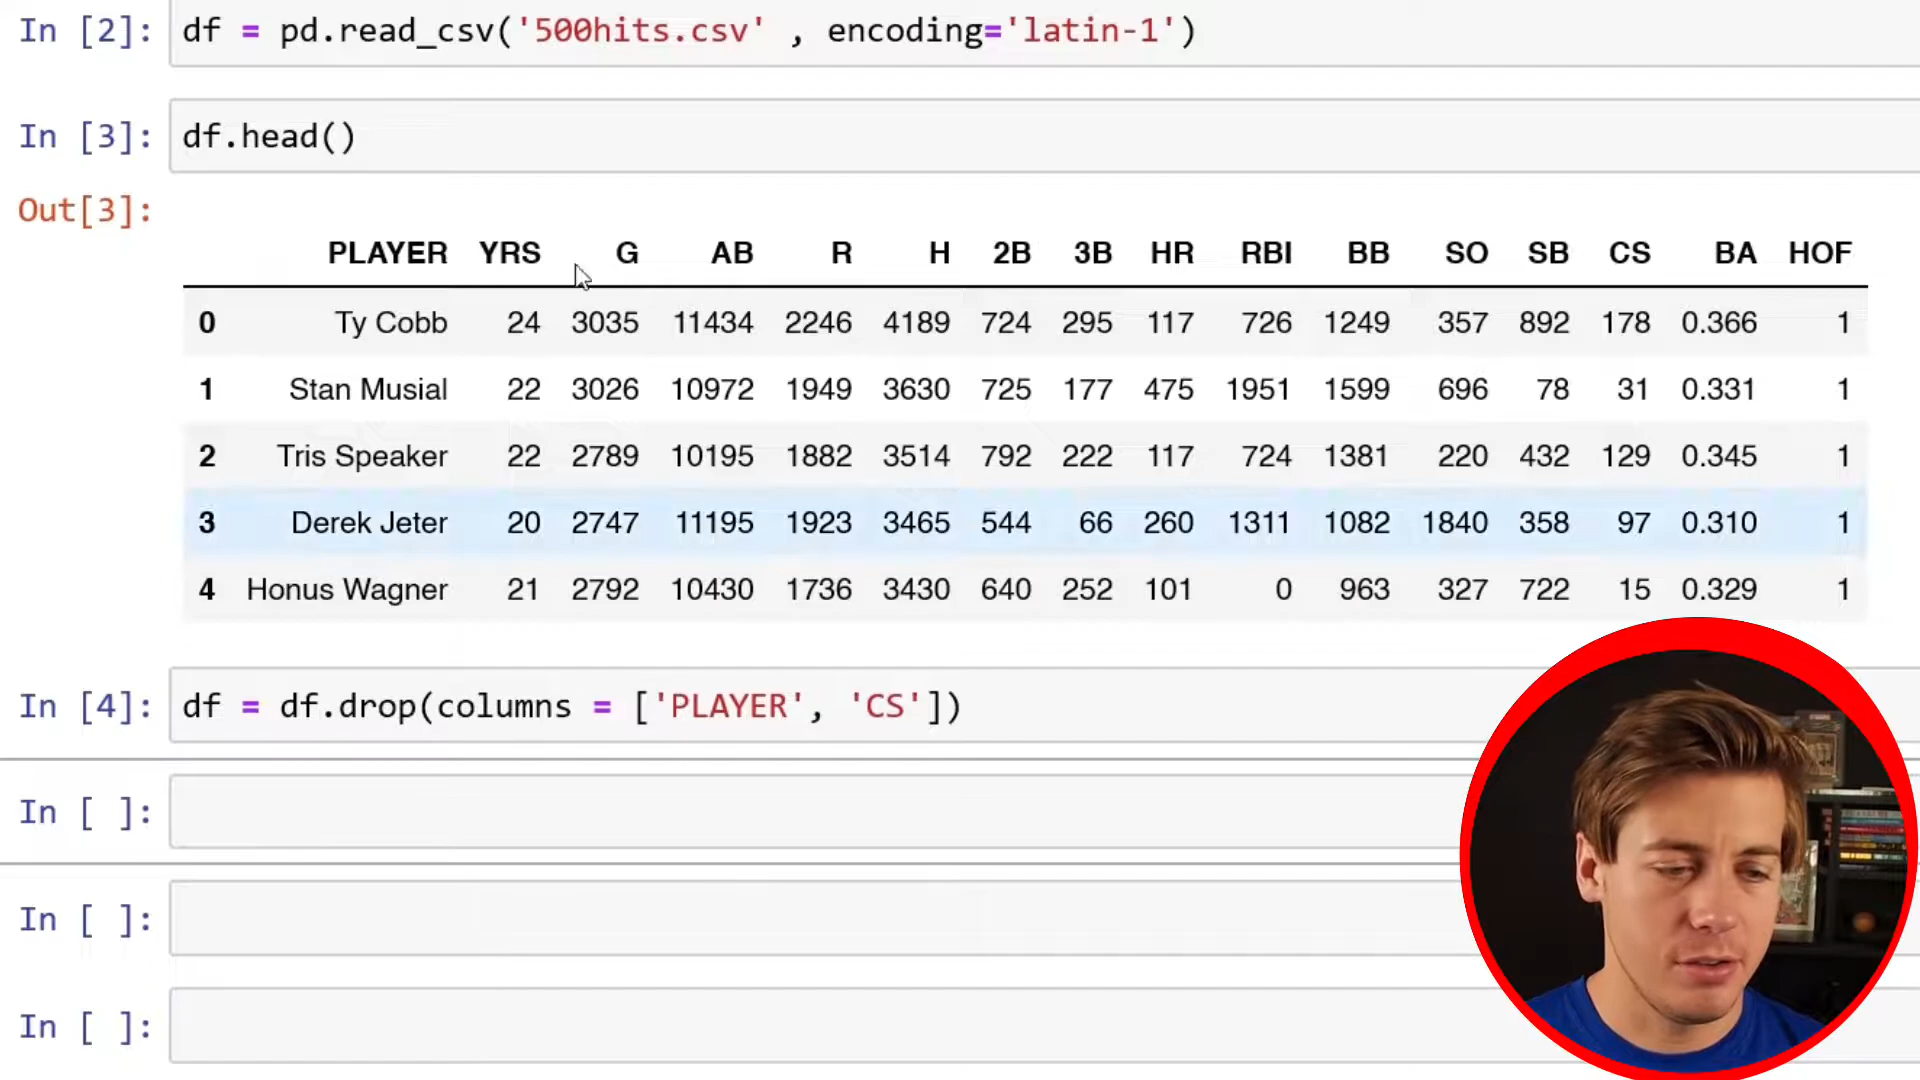 In [2]: df = pd.read_csv('500hits.csv' , encoding='latin-1')
In [3]: df.head()
Out[3]:
PLAYER YRS G AB R H 2B 3B HR RBI BB SO SB CS BA HOF
0 Ty Cobb 24 3035 11434 2246 4189 724 295 117 726 1249 357 892 178 0.366 1
1 Stan Musial 22 3026 10972 1949 3630 725 177 475 1951 1599 696 78 31 0.331 1
2 Tris Speaker 22 2789 10195 1882 3514 792 222 117 724 1381 220 432 129 0.345 1
3 Derek Jeter 20 2747 11195 1923 3465 544 66 260 1311 1082 1840 358 97 0.310 1
4 Honus Wagner 21 2792 10430 1736 3430 640 252 101 0 963 327 722 15 0.329 1
In [4]: df = df.drop(columns = ['PLAYER', 'CS'])
In [ ]:
In [ ]:
In [ ]: